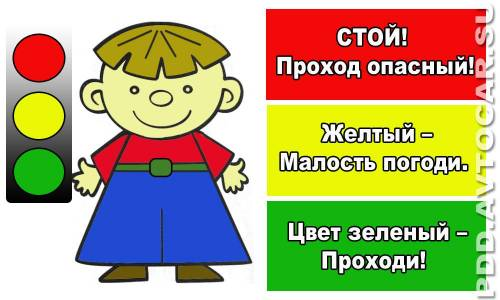 СТОЙ!
Проход опасный!
Желтый –
Малость погоди.
Цвет зеленый –
Проходи!
PDD.AVTOCAR.SU